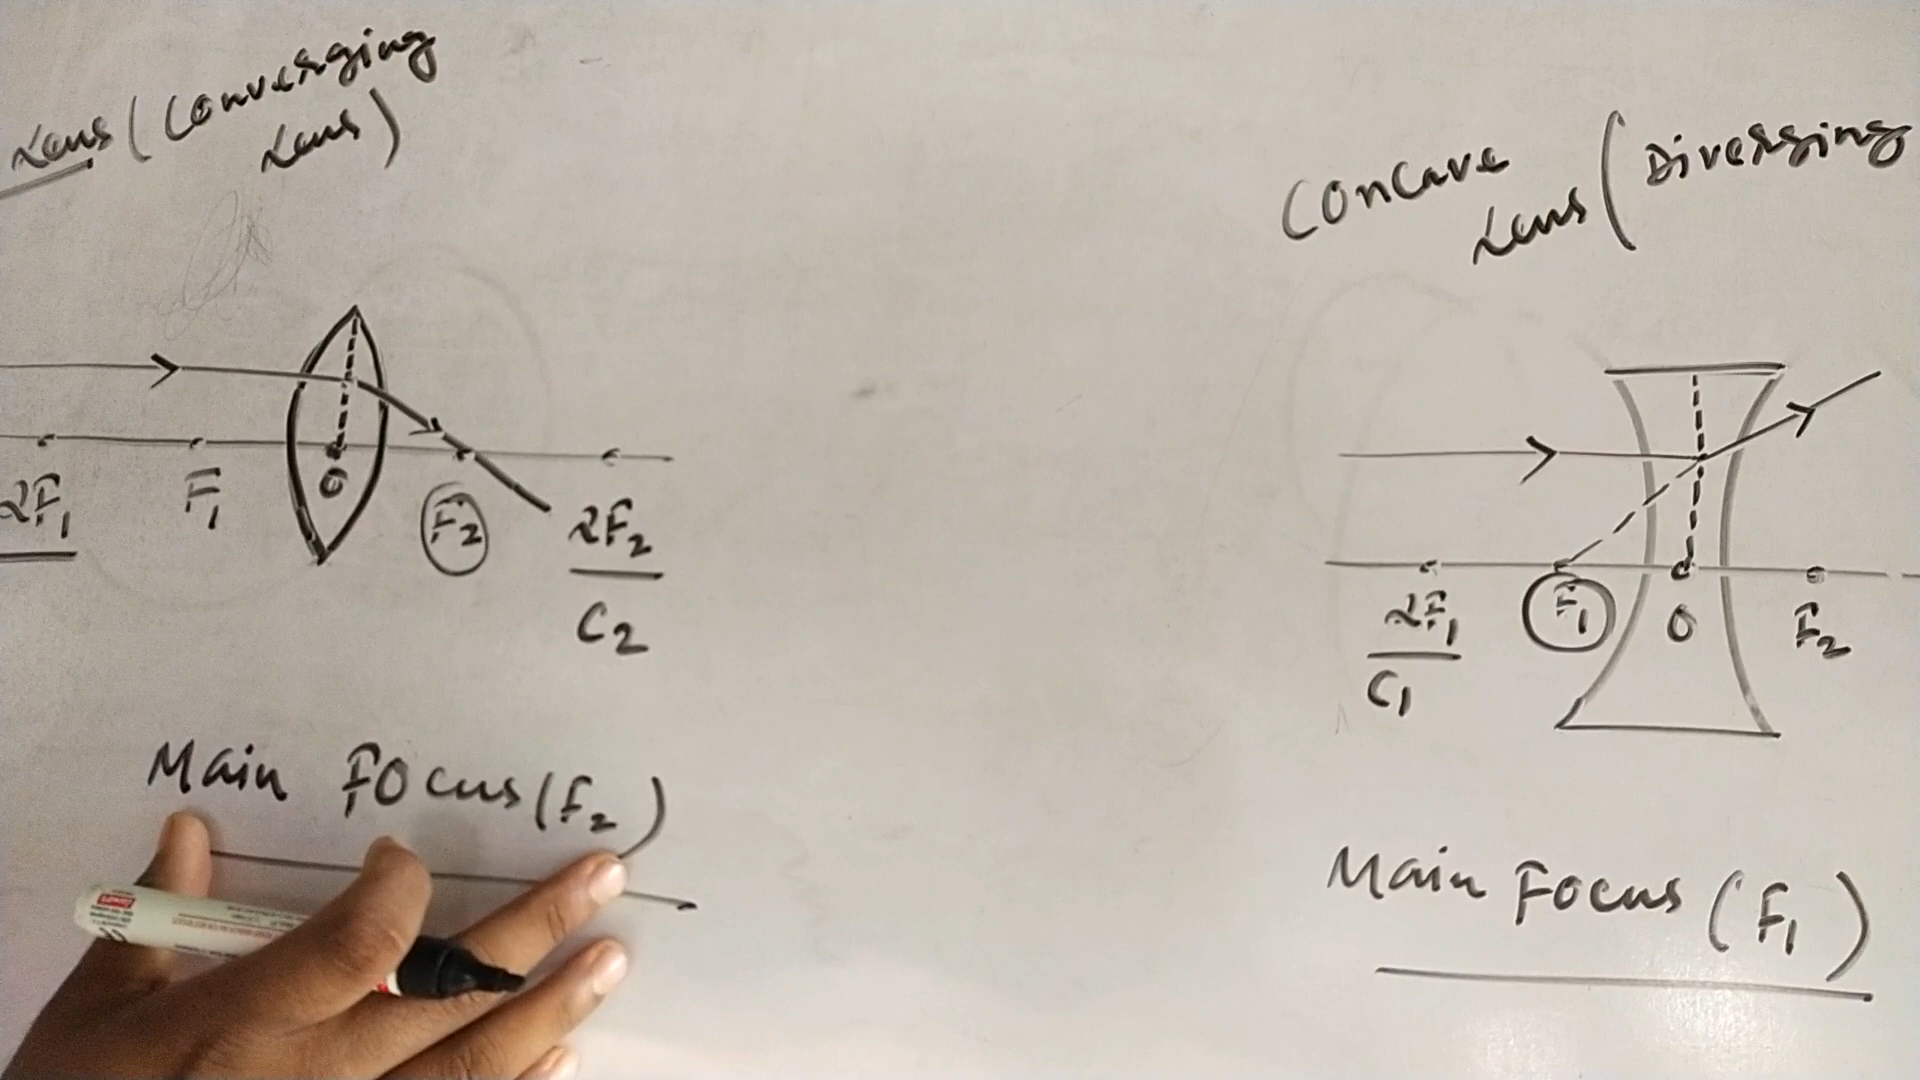 Lens (Converging
Lens)
2F1
F1
O
F2
2F2
C2
Main Focus (F2)
Concave
Lens (Diverging
2F1
C1
F1
O
F2
Main Focus (F1)